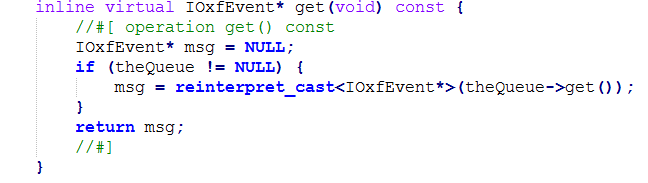 inline virtual IOxfEvent* get(void) const {
    //#[ operation get() const
    IOxfEvent* msg = NULL;
    if (theQueue != NULL) {
        msg = reinterpret_cast<IOxfEvent*>(theQueue->get());
    }
    return msg;
    //#]
}